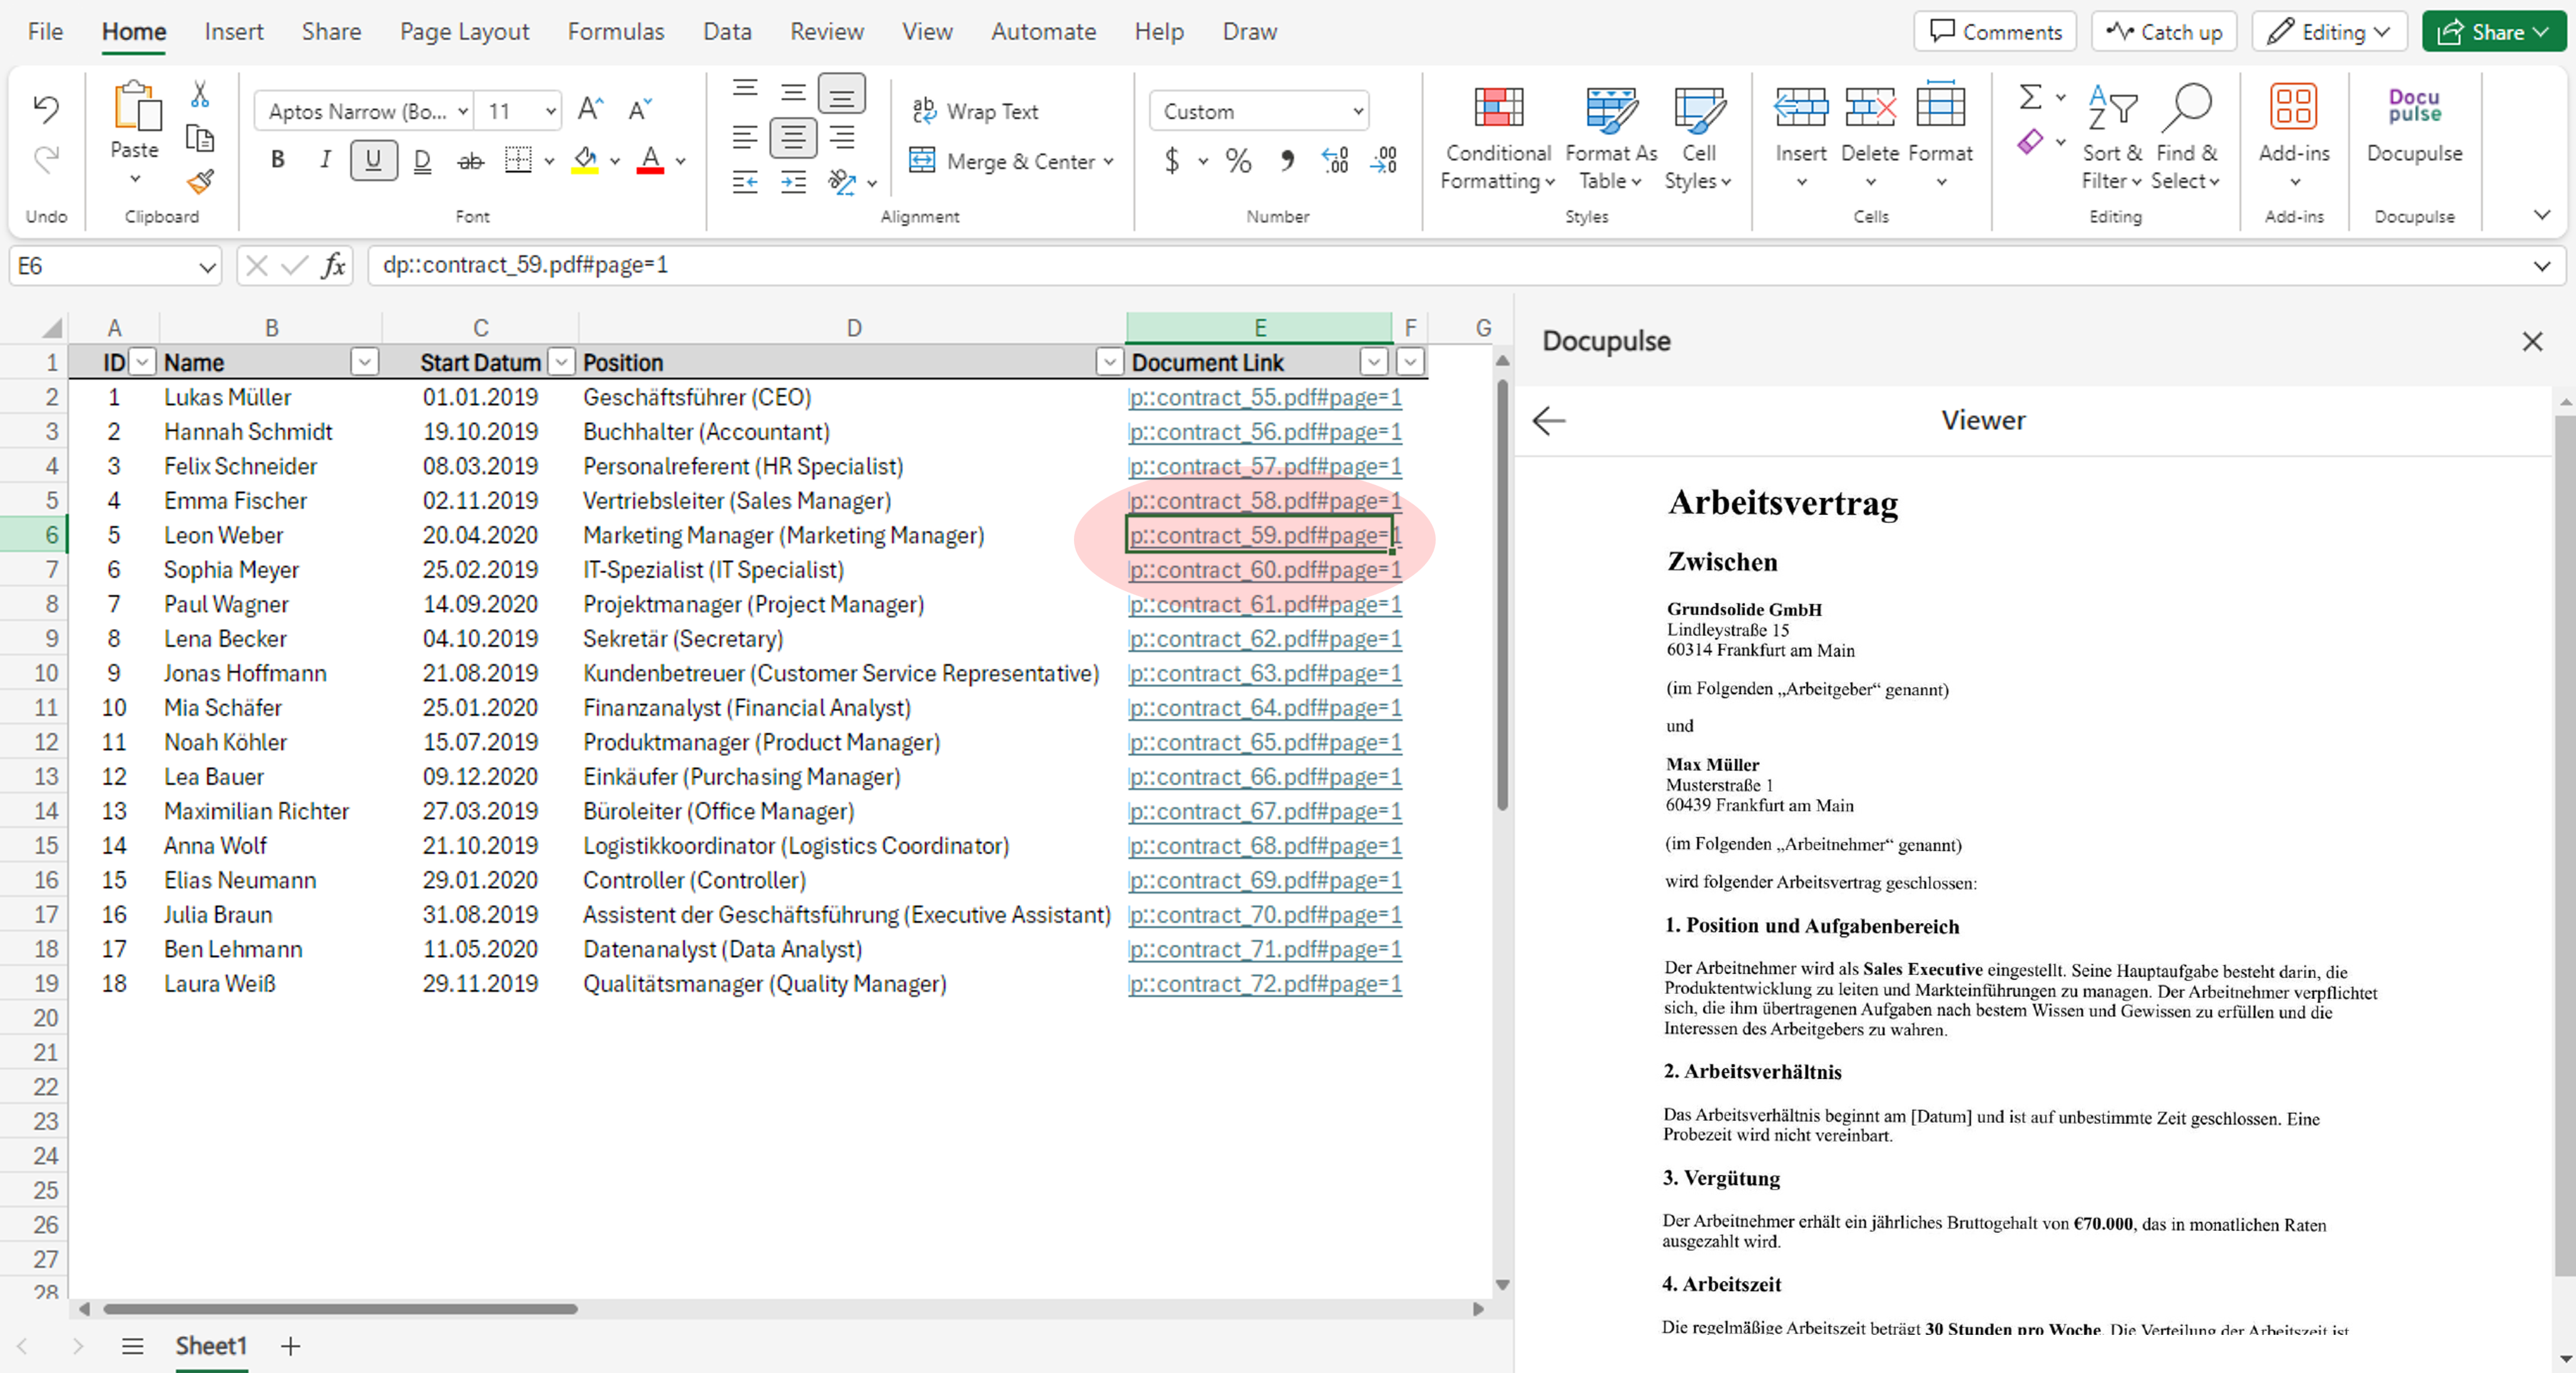 File Home Insert Share Page Layout Formulas Data Review View Automate Help Draw Comments Catch up Editing Share
Aptos Narrow (Bo... 11 Wrap Text Custom
Paste B I U D ab A Merge & Center $ % Conditional Formatting Format As Table Cell Styles Insert Delete Format Sort & Filter Find & Select Add-ins Docu pulse Docupulse
Undo Clipboard Font Alignment Number Styles Cells Editing Add-ins Docupulse
E6 fx dp::contract_59.pdf#page=1
A B C D E F G
1 ID Name Start Datum Position Document Link
2 1 Lukas Müller 01.01.2019 Geschäftsführer (CEO) p::contract_55.pdf#page=1
3 2 Hannah Schmidt 19.10.2019 Buchhalter (Accountant) p::contract_56.pdf#page=1
4 3 Felix Schneider 08.03.2019 Personalreferent (HR Specialist) p::contract_57.pdf#page=1
5 4 Emma Fischer 02.11.2019 Vertriebsleiter (Sales Manager) p::contract_58.pdf#page=1
6 5 Leon Weber 20.04.2020 Marketing Manager (Marketing Manager) p::contract_59.pdf#page=1
7 6 Sophia Meyer 25.02.2019 IT-Spezialist (IT Specialist) p::contract_60.pdf#page=1
8 7 Paul Wagner 14.09.2020 Projektmanager (Project Manager) p::contract_61.pdf#page=1
9 8 Lena Becker 04.10.2019 Sekretär (Secretary) p::contract_62.pdf#page=1
10 9 Jonas Hoffmann 21.08.2019 Kundenbetreuer (Customer Service Representative) p::contract_63.pdf#page=1
11 10 Mia Schäfer 25.01.2020 Finanzanalyst (Financial Analyst) p::contract_64.pdf#page=1
12 11 Noah Köhler 15.07.2019 Produktmanager (Product Manager) p::contract_65.pdf#page=1
13 12 Lea Bauer 09.12.2020 Einkäufer (Purchasing Manager) p::contract_66.pdf#page=1
14 13 Maximilian Richter 27.03.2019 Büroleiter (Office Manager) p::contract_67.pdf#page=1
15 14 Anna Wolf 21.10.2019 Logistikkoordinator (Logistics Coordinator) p::contract_68.pdf#page=1
16 15 Elias Neumann 29.01.2020 Controller (Controller) p::contract_69.pdf#page=1
17 16 Julia Braun 31.08.2019 Assistent der Geschäftsführung (Executive Assistant) p::contract_70.pdf#page=1
18 17 Ben Lehmann 11.05.2020 Datenanalyst (Data Analyst) p::contract_71.pdf#page=1
19 18 Laura Weiß 29.11.2019 Qualitätsmanager (Quality Manager) p::contract_72.pdf#page=1
20
21
22
23
24
25
26
27
28
Sheet1
Docupulse
Viewer
Arbeitsvertrag
Zwischen
Grundsolide GmbH
Lindleystraße 15
60314 Frankfurt am Main
(im Folgenden „Arbeitgeber“ genannt)
und
Max Müller
Musterstraße 1
60439 Frankfurt am Main
(im Folgenden „Arbeitnehmer“ genannt)
wird folgender Arbeitsvertrag geschlossen:
1. Position und Aufgabenbereich
Der Arbeitnehmer wird als Sales Executive eingestellt. Seine Hauptaufgabe besteht darin, die
Produktentwicklung zu leiten und Markteinführungen zu managen. Der Arbeitnehmer verpflichtet
sich, die ihm übertragenen Aufgaben nach bestem Wissen und Gewissen zu erfüllen und die
Interessen des Arbeitgebers zu wahren.
2. Arbeitsverhältnis
Das Arbeitsverhältnis beginnt am [Datum] und ist auf unbestimmte Zeit geschlossen. Eine
Probezeit wird nicht vereinbart.
3. Vergütung
Der Arbeitnehmer erhält ein jährliches Bruttogehalt von €70.000, das in monatlichen Raten
ausgezahlt wird.
4. Arbeitszeit
Die regelmäßige Arbeitszeit beträgt 30 Stunden pro Woche. Die Verteilung der Arbeitszeit ist